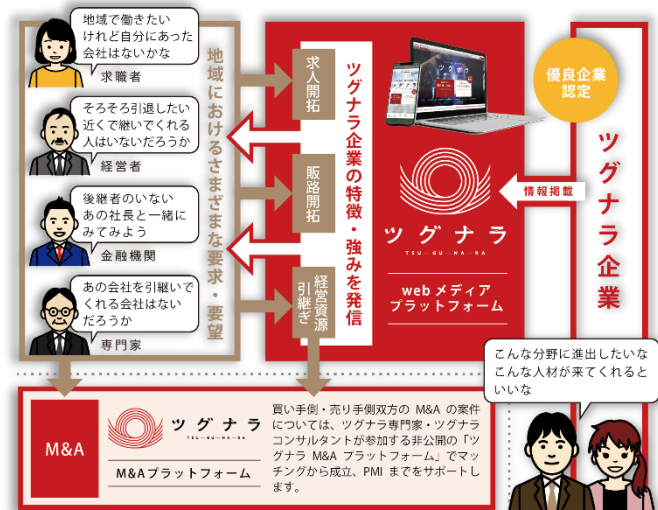 地域で働きたい
けれど自分にあった
会社はないかな
求職者
そろそろ引退したい
近くで継いでくれる
人はいないだろうか
経営者
後継者のいない
あの社長と一緒に
みてみよう
金融機関
あの会社を引継いで
くれる会社はない
だろうか
専門家
地域におけるさまざまな要求・要望
求人開拓
販路開拓
経営資源
引継ぎ
ツグナラ企業の特徴・強みを発信
ツグナラ
TSU-GU-NA-RA
webメディア
プラットフォーム
優良企業
認定
情報掲載
ツグナラ企業
こんな分野に進出したいな
こんな人材が来てくれると
いいな
M&A
ツグナラ
TSU-GU-NA-RA
M&Aプラットフォーム
買い手側・売り手側双方の M&A の案件
については、ツグナラ専門家・ツグナラ
コンサルタントが参加する非公開の「ツ
グナラ M&A プラットフォーム」でマッ
チングから成立、PMI までをサポートし
ます。